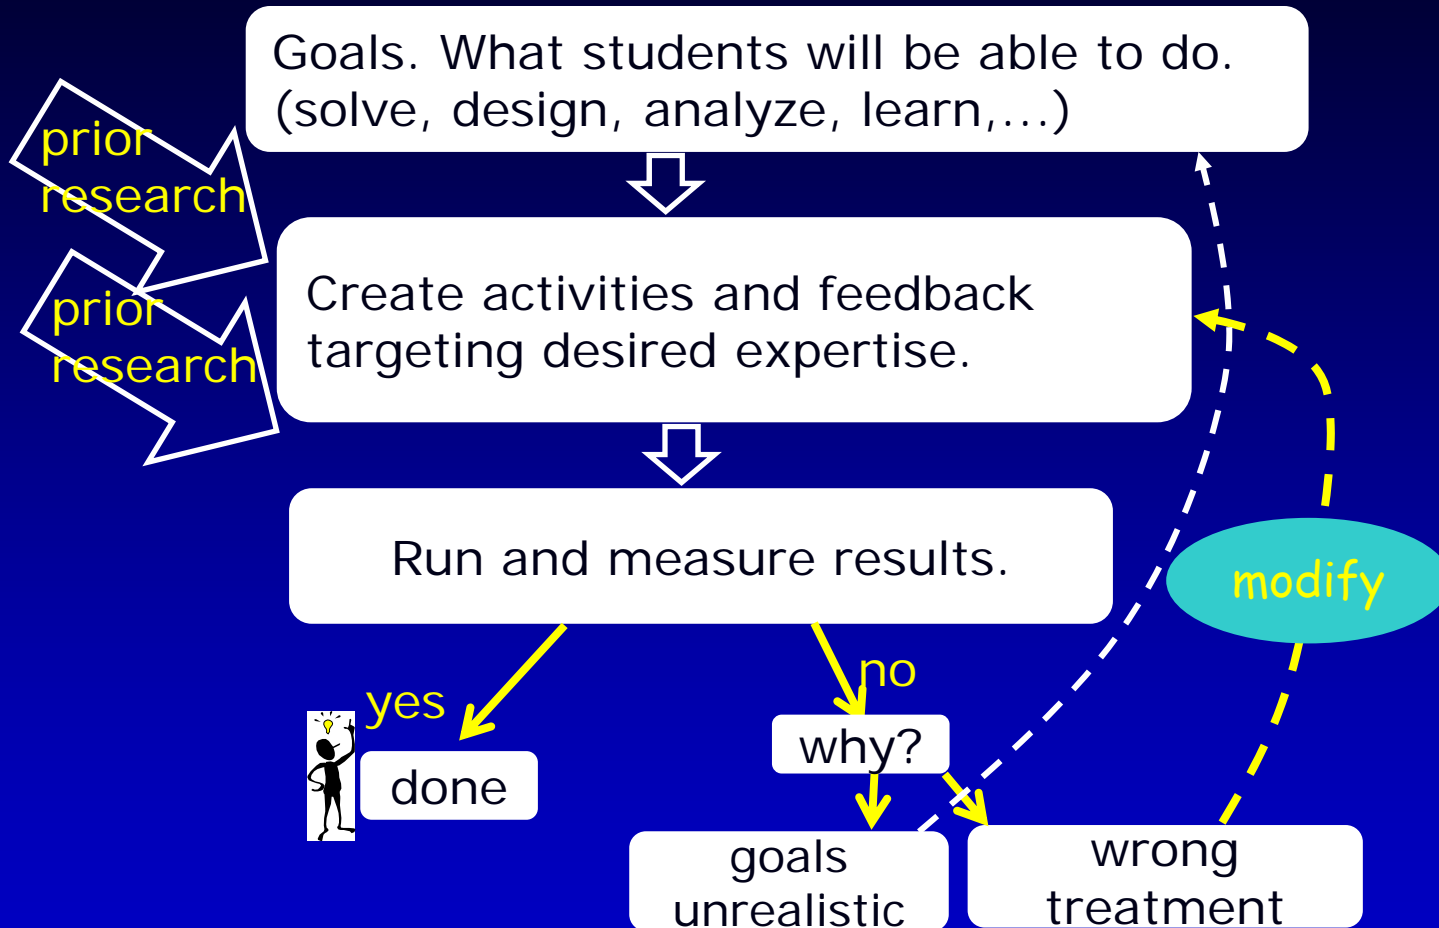 Goals. What students will be able to do.
(solve, design, analyze, learn,...)
prior
research
Create activities and feedback
targeting desired expertise.
prior
research
Run and measure results.
modify
yes
no
done
why?
goals
unrealistic
wrong
treatment